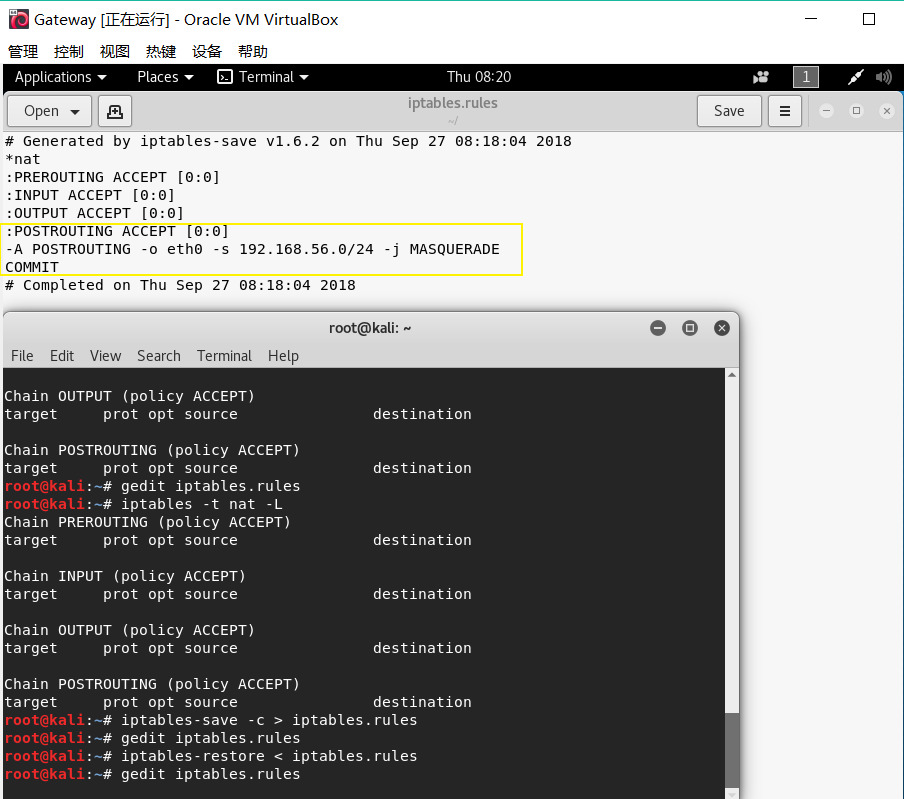 Gateway [正在运行] - Oracle VM VirtualBox
管理 控制 视图 热键 设备 帮助
Applications Places Terminal Thu 08:20 1
Open iptables.rules Save
~/
# Generated by iptables-save v1.6.2 on Thu Sep 27 08:18:04 2018
*nat
:PREROUTING ACCEPT [0:0]
:INPUT ACCEPT [0:0]
:OUTPUT ACCEPT [0:0]
:POSTROUTING ACCEPT [0:0]
-A POSTROUTING -o eth0 -s 192.168.56.0/24 -j MASQUERADE
COMMIT
# Completed on Thu Sep 27 08:18:04 2018
root@kali: ~
File Edit View Search Terminal Help
Chain OUTPUT (policy ACCEPT)
target prot opt source destination
Chain POSTROUTING (policy ACCEPT)
target prot opt source destination
root@kali:~# gedit iptables.rules
root@kali:~# iptables -t nat -L
Chain PREROUTING (policy ACCEPT)
target prot opt source destination
Chain INPUT (policy ACCEPT)
target prot opt source destination
Chain OUTPUT (policy ACCEPT)
target prot opt source destination
Chain POSTROUTING (policy ACCEPT)
target prot opt source destination
root@kali:~# iptables-save -c > iptables.rules
root@kali:~# gedit iptables.rules
root@kali:~# iptables-restore < iptables.rules
root@kali:~# gedit iptables.rules